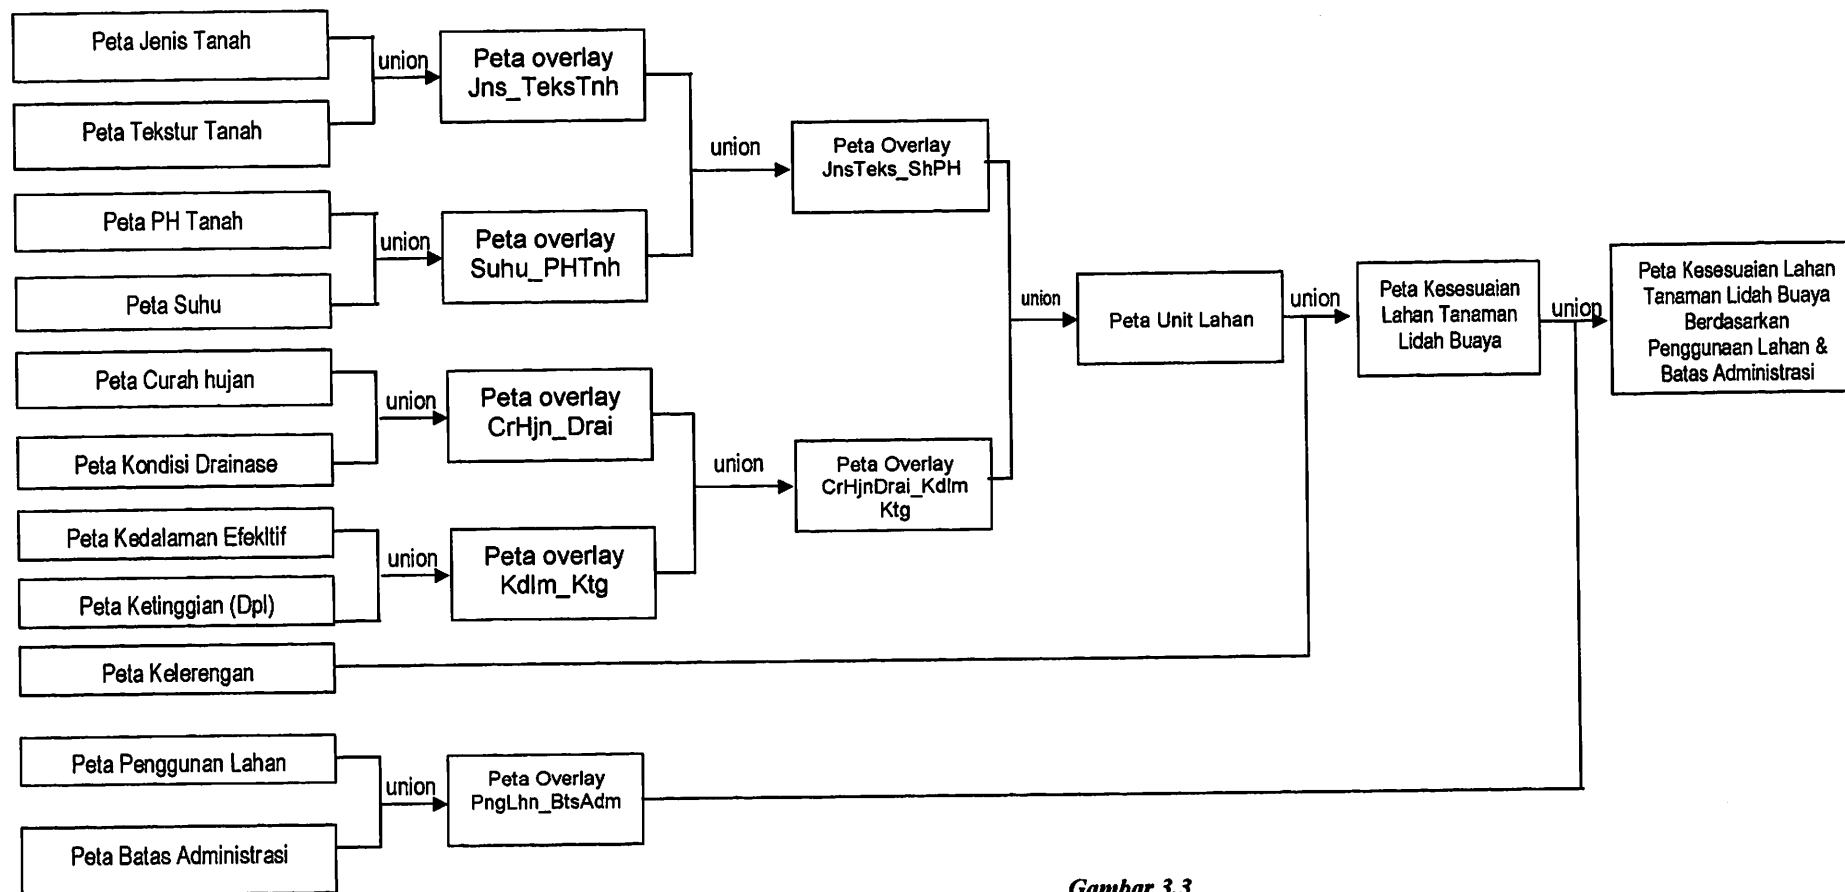 Peta Jenis Tanah
Peta Tekstur Tanah
union
Peta overlay
Jns_TeksTnh
Peta PH Tanah
Peta Suhu
union
Peta overlay
Suhu_PHTnh
union
Peta Overlay
JnsTeks_ShPH
Peta Curah hujan
Peta Kondisi Drainase
union
Peta overlay
CrHjn_Drai
Peta Kedalaman Efekltif
Peta Ketinggian (Dpl)
union
Peta overlay
Kdlm_Ktg
union
Peta Overlay
CrHjnDrai_Kdlm
Ktg
union
Peta Unit Lahan
Peta Kelerengan
union
Peta Kesesuaian
Lahan Tanaman
Lidah Buaya
Peta Penggunan Lahan
Peta Batas Administrasi
union
Peta Overlay
PngLhn_BtsAdm
union
Peta Kesesuaian Lahan
Tanaman Lidah Buaya
Berdasarkan
Penggunaan Lahan &
Batas Administrasi
Gambar 3.3